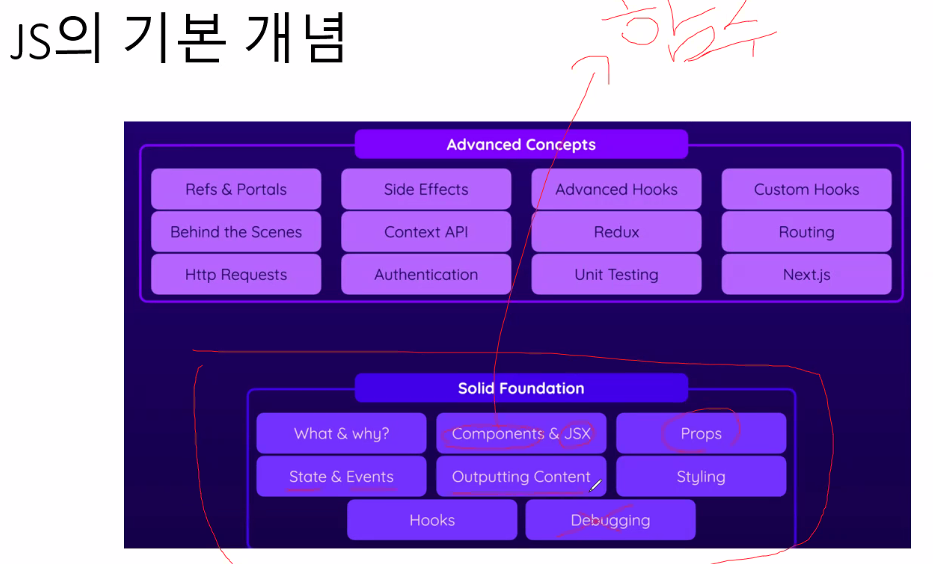 JS의 기본 개념
함수
Advanced Concepts
Refs & Portals Side Effects Advanced Hooks Custom Hooks
Behind the Scenes Context API Redux Routing
Http Requests Authentication Unit Testing Next.js
Solid Foundation
What & why? Components & JSX Props
State & Events Outputting Content Styling
Hooks Debugging